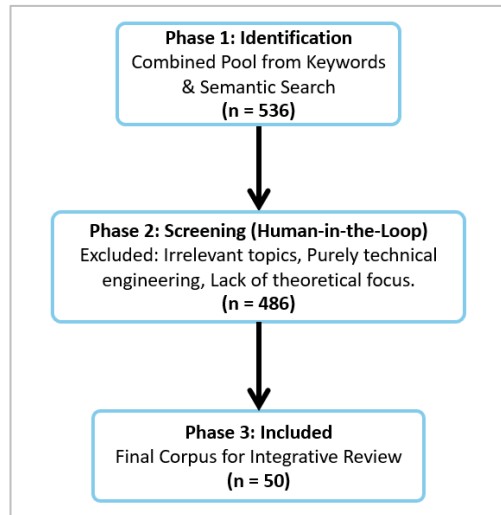 Phase 1: Identification
Combined Pool from Keywords
& Semantic Search
(n = 536)
Phase 2: Screening (Human-in-the-Loop)
Excluded: Irrelevant topics, Purely technical
engineering, Lack of theoretical focus.
(n = 486)
Phase 3: Included
Final Corpus for Integrative Review
(n = 50)